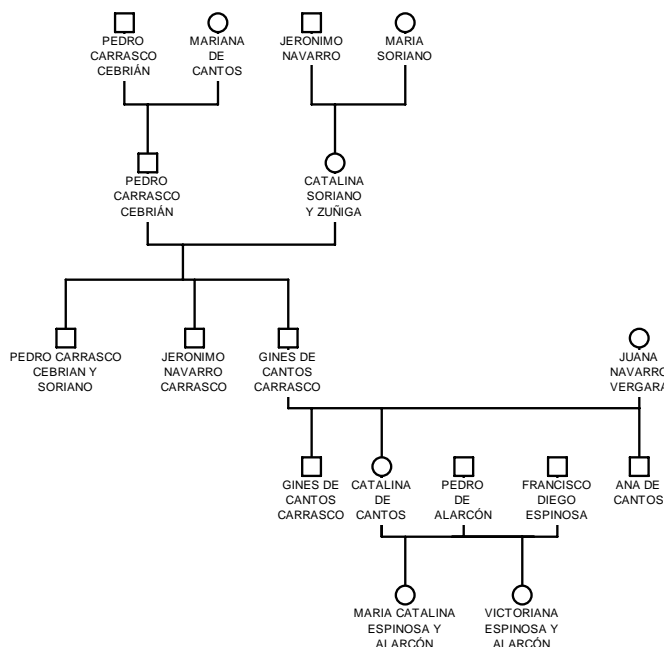 PEDRO
CARRASCO
CEBRIÁN
MARIANA
DE
CANTOS
JERONIMO
NAVARRO
MARIA
SORIANO
PEDRO
CARRASCO
CEBRIÁN
CATALINA
SORIANO
Y ZUÑIGA
PEDRO CARRASCO
CEBRIAN Y
SORIANO
JERONIMO
NAVARRO
CARRASCO
GINES DE
CANTOS
CARRASCO
JUANA
NAVARRO
VERGARA
GINES DE
CANTOS
CARRASCO
CATALINA
DE
CANTOS
PEDRO
DE
ALARCÓN
FRANCISCO
DIEGO
ESPINOSA
ANA DE
CANTOS
MARIA CATALINA
ESPINOSA Y
ALARCÓN
VICTORIANA
ESPINOSA Y
ALARCÓN